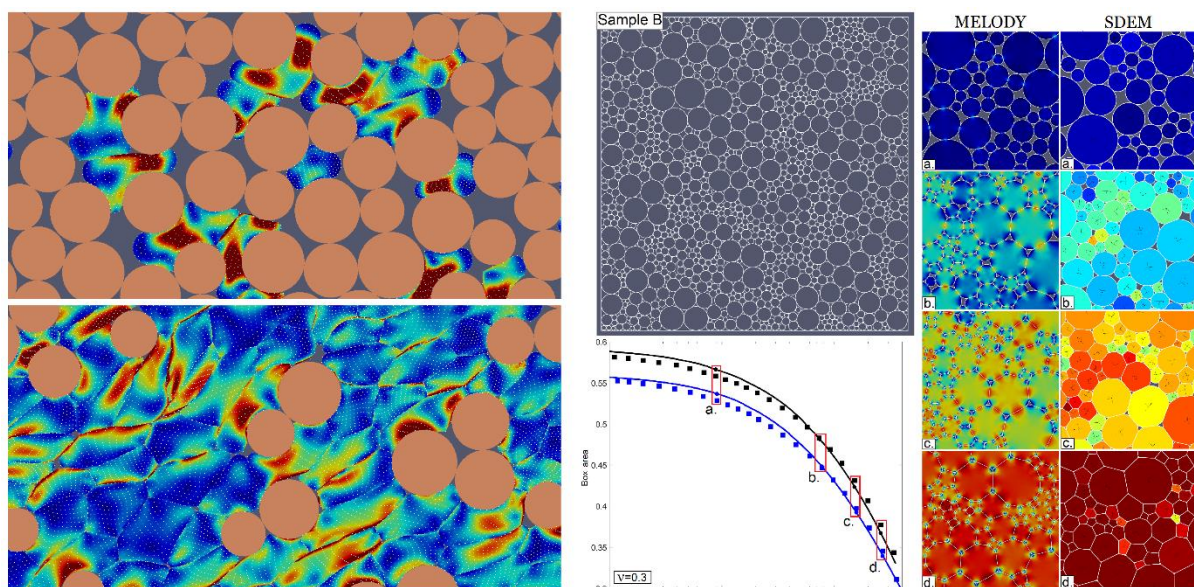 Sample B
MELODY SDEM
a. a.
b. b.
c. c.
d. d.
0.6
0.55
0.5
0.45
0.4
0.35
Box area
a.
b.
c.
d.
ν=0.3